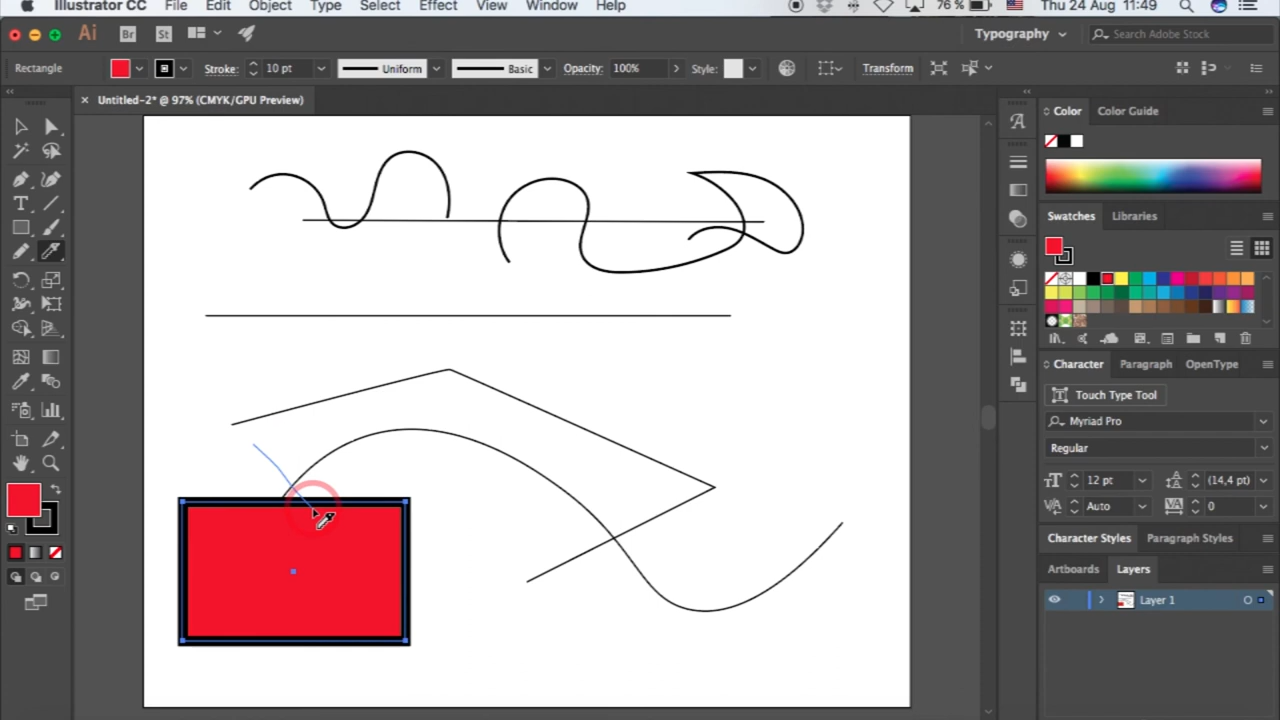 Illustrator CC File Edit Object Type Select Effect View Window Help 76 % Thu 24 Aug 11:49
Ai Br St Typography Search Adobe Stock
Rectangle Stroke: 10 pt Uniform Basic Opacity: 100% Style: Transform
× Untitled-2* @ 97% (CMYK/GPU Preview)
Color Color Guide
Swatches Libraries
Character Paragraph OpenType
Touch Type Tool
Myriad Pro
Regular
12 pt (14,4 pt)
Auto 0
Character Styles Paragraph Styles
Artboards Layers
Layer 1